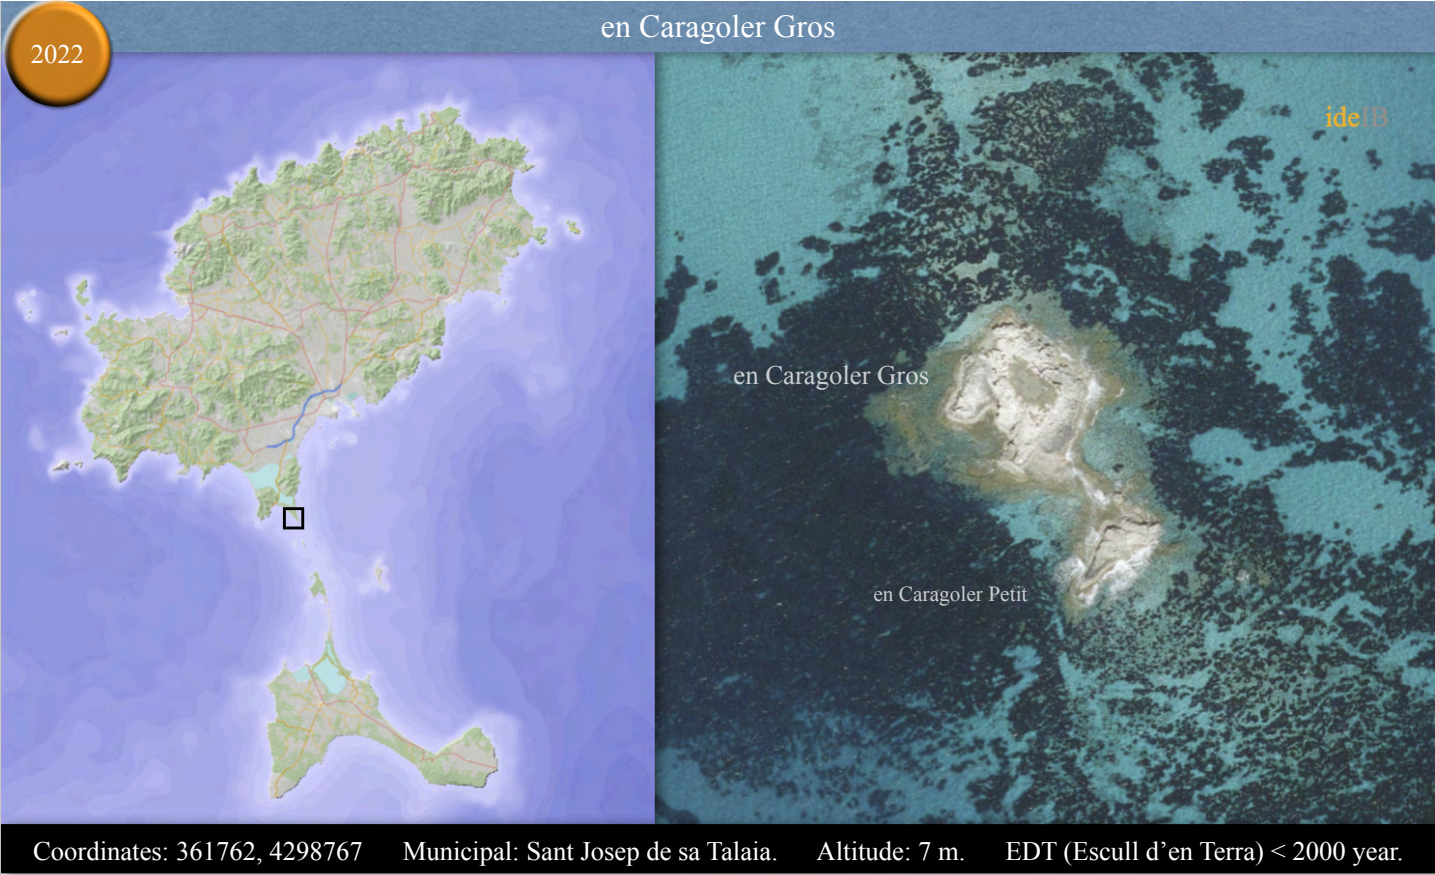 en Caragoler Gros
2022
ideIB
en Caragoler Gros
en Caragoler Petit
Coordinates: 361762, 4298767 Municipal: Sant Josep de sa Talaia. Altitude: 7 m. EDT (Escull d’en Terra) < 2000 year.